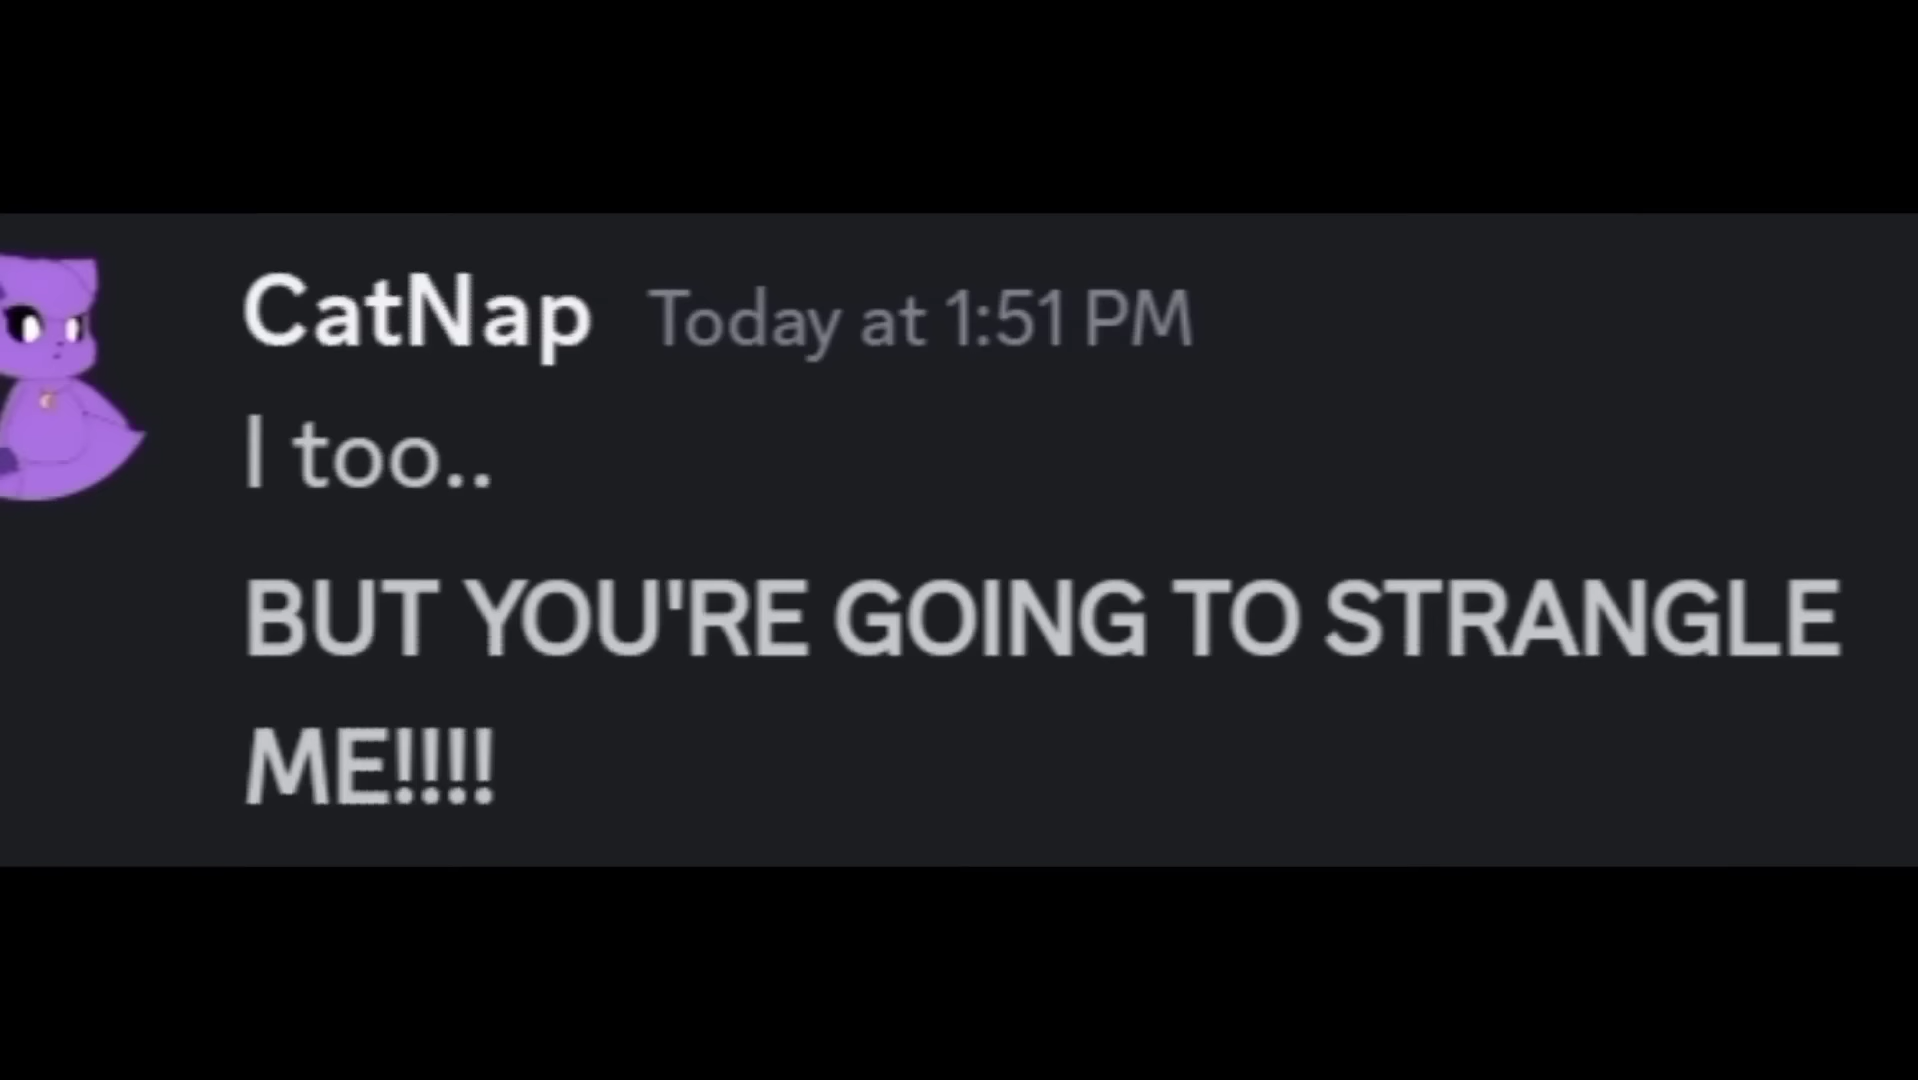 CatNap Today at 1:51 PM
I too..
BUT YOU'RE GOING TO STRANGLE
ME!!!!